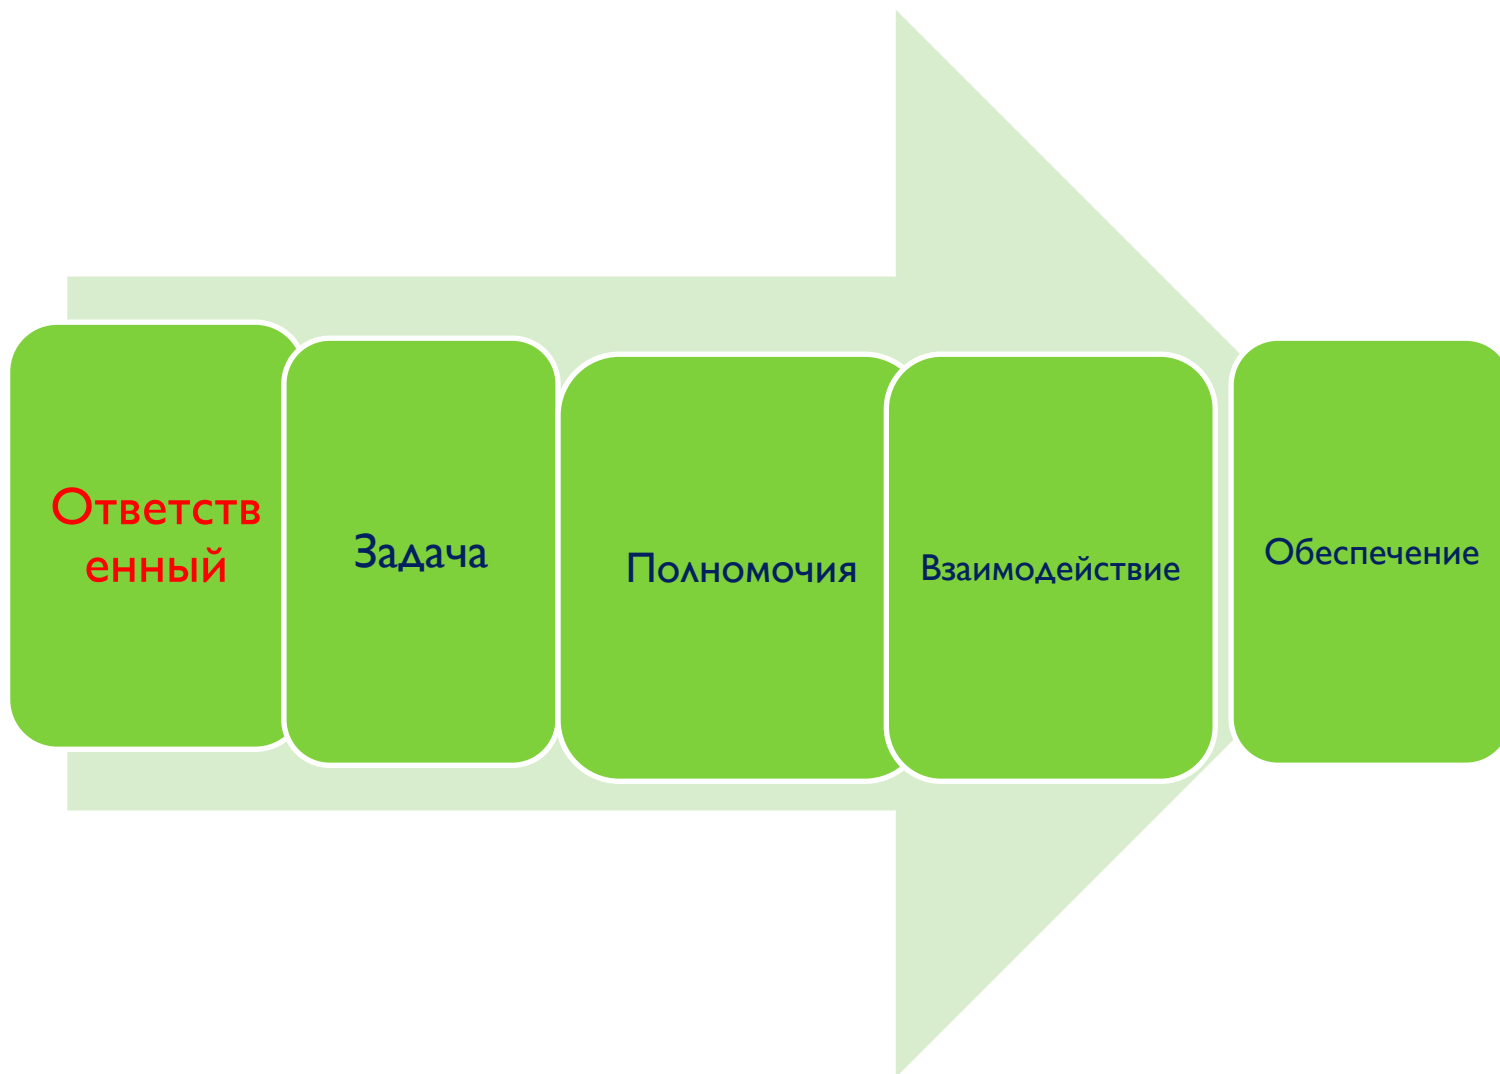 Ответств
енный
Задача
Полномочия
Взаимодействие
Обеспечение